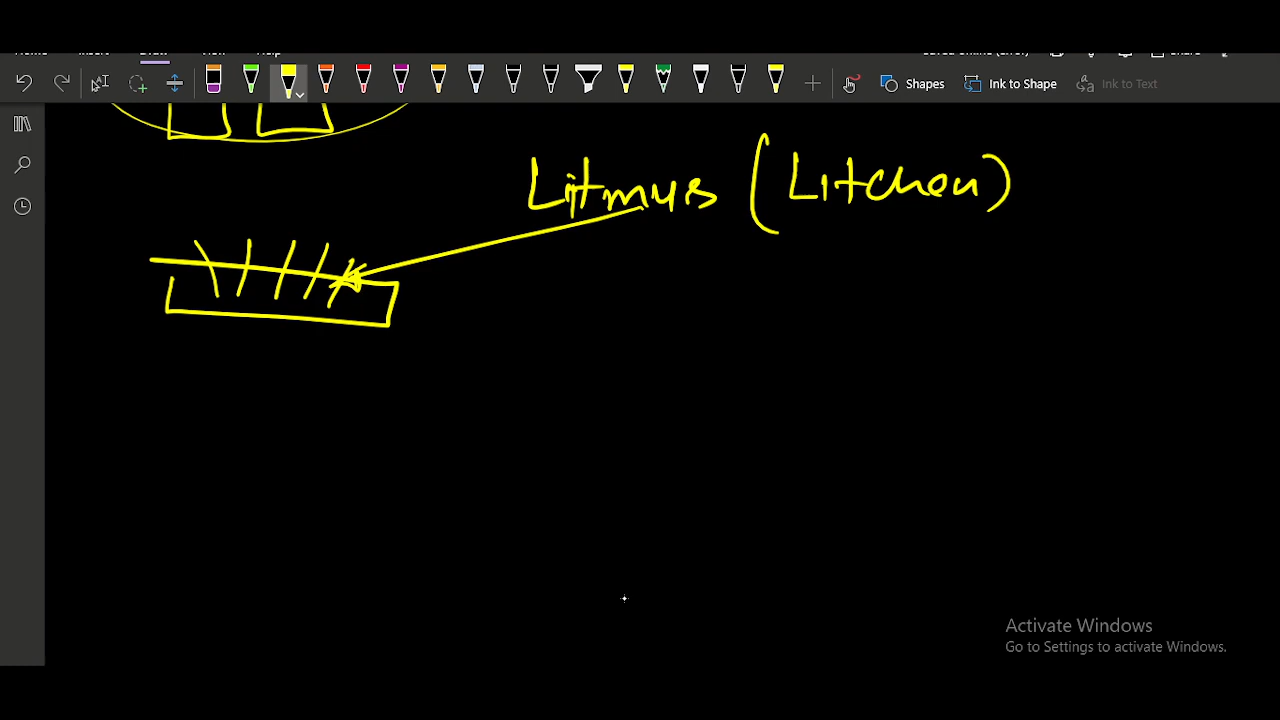 Shapes Ink to Shape Ink to Text
Litmus (Litchen)
Activate Windows
Go to Settings to activate Windows.